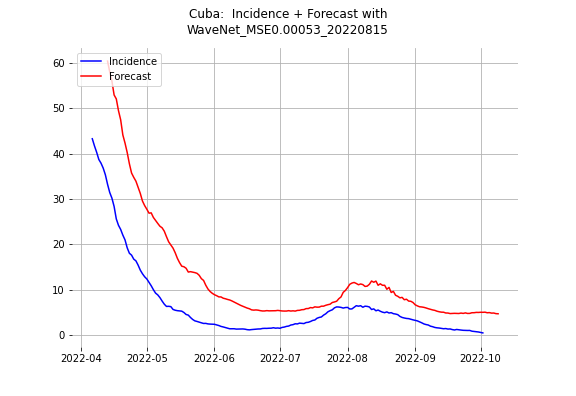 Cuba:  Incidence + Forecast with
WaveNet_MSE0.00053_20220815
Incidence
Forecast
60
50
40
30
20
10
0
2022-04 2022-05 2022-06 2022-07 2022-08 2022-09 2022-10